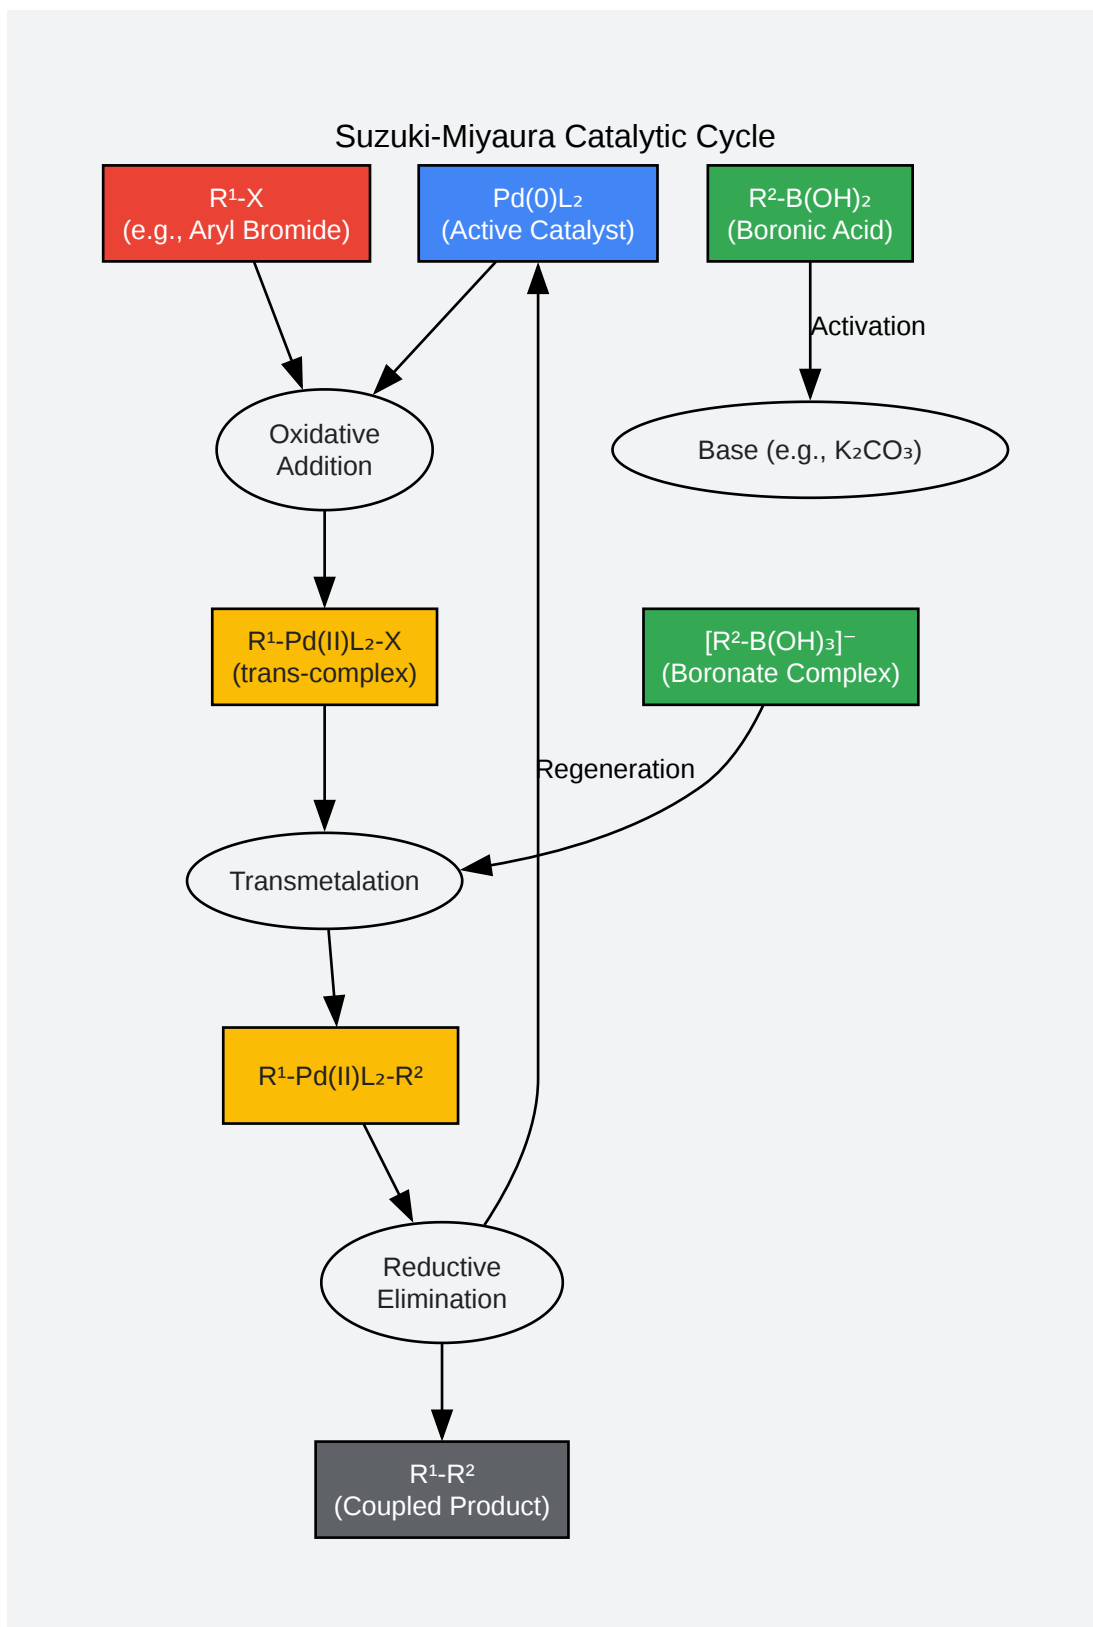 Suzuki-Miyaura Catalytic Cycle
R¹-X
(e.g., Aryl Bromide)
Pd(0)L₂
(Active Catalyst)
R²-B(OH)₂
(Boronic Acid)
Activation
Oxidative
Addition
Base (e.g., K₂CO₃)
R¹-Pd(II)L₂-X
(trans-complex)
[R²-B(OH)₃]⁻
(Boronate Complex)
Regeneration
Transmetalation
R¹-Pd(II)L₂-R²
Reductive
Elimination
R¹-R²
(Coupled Product)